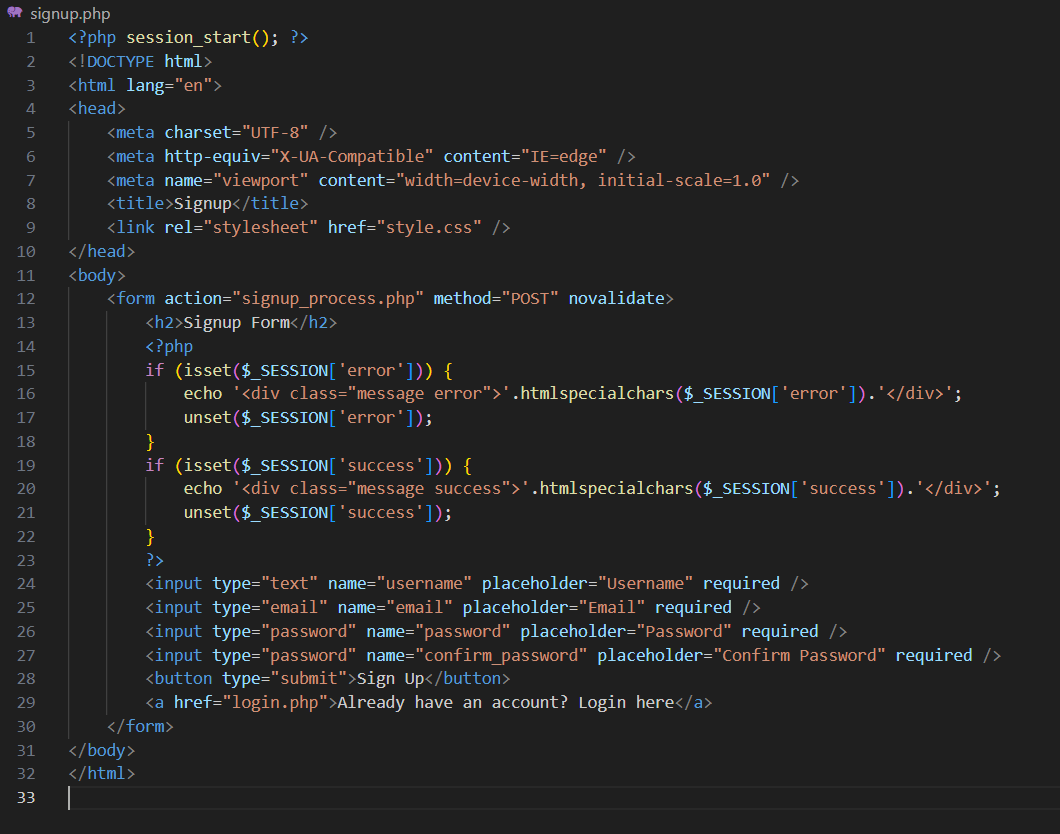 signup.php
1 <?php session_start(); ?>
2 <!DOCTYPE html>
3 <html lang="en">
4 <head>
5     <meta charset="UTF-8" />
6     <meta http-equiv="X-UA-Compatible" content="IE=edge" />
7     <meta name="viewport" content="width=device-width, initial-scale=1.0" />
8     <title>Signup</title>
9     <link rel="stylesheet" href="style.css" />
10 </head>
11 <body>
12     <form action="signup_process.php" method="POST" novalidate>
13         <h2>Signup Form</h2>
14         <?php
15         if (isset($_SESSION['error'])) {
16             echo '<div class="message error">'.htmlspecialchars($_SESSION['error']).'</div>';
17             unset($_SESSION['error']);
18         }
19         if (isset($_SESSION['success'])) {
20             echo '<div class="message success">'.htmlspecialchars($_SESSION['success']).'</div>';
21             unset($_SESSION['success']);
22         }
23         ?>
24         <input type="text" name="username" placeholder="Username" required />
25         <input type="email" name="email" placeholder="Email" required />
26         <input type="password" name="password" placeholder="Password" required />
27         <input type="password" name="confirm_password" placeholder="Confirm Password" required />
28         <button type="submit">Sign Up</button>
29         <a href="login.php">Already have an account? Login here</a>
30     </form>
31 </body>
32 </html>
33